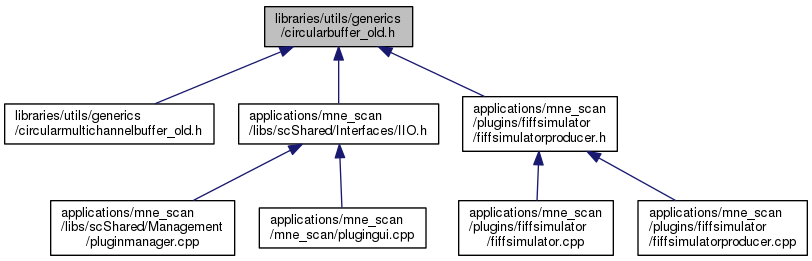 libraries/utils/generics
/circularbuffer_old.h
libraries/utils/generics
/circularmultichannelbuffer_old.h
applications/mne_scan
/libs/scShared/Interfaces/IIO.h
applications/mne_scan
/plugins/fiffsimulator
/fiffsimulatorproducer.h
applications/mne_scan
/libs/scShared/Management
/pluginmanager.cpp
applications/mne_scan
/mne_scan/plugingui.cpp
applications/mne_scan
/plugins/fiffsimulator
/fiffsimulator.cpp
applications/mne_scan
/plugins/fiffsimulator
/fiffsimulatorproducer.cpp